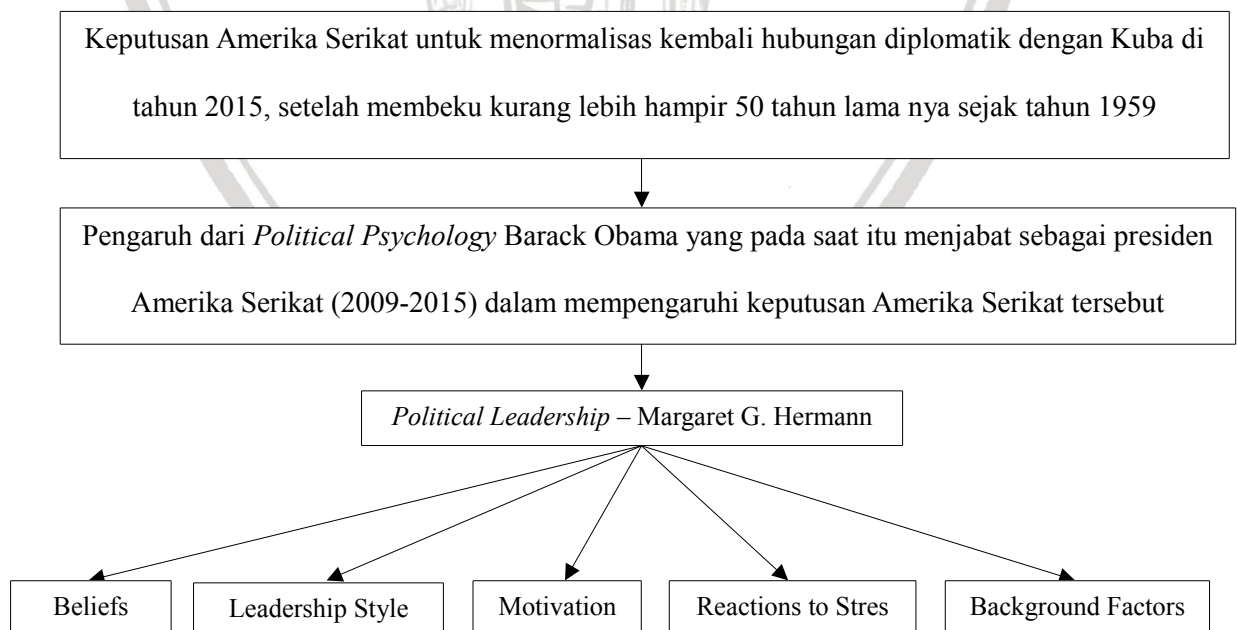 Keputusan Amerika Serikat untuk menormalisas kembali hubungan diplomatik dengan Kuba di
tahun 2015, setelah membeku kurang lebih hampir 50 tahun lama nya sejak tahun 1959
Pengaruh dari Political Psychology Barack Obama yang pada saat itu menjabat sebagai presiden
Amerika Serikat (2009-2015) dalam mempengaruhi keputusan Amerika Serikat tersebut
Political Leadership – Margaret G. Hermann
Beliefs
Leadership Style
Motivation
Reactions to Stres
Background Factors